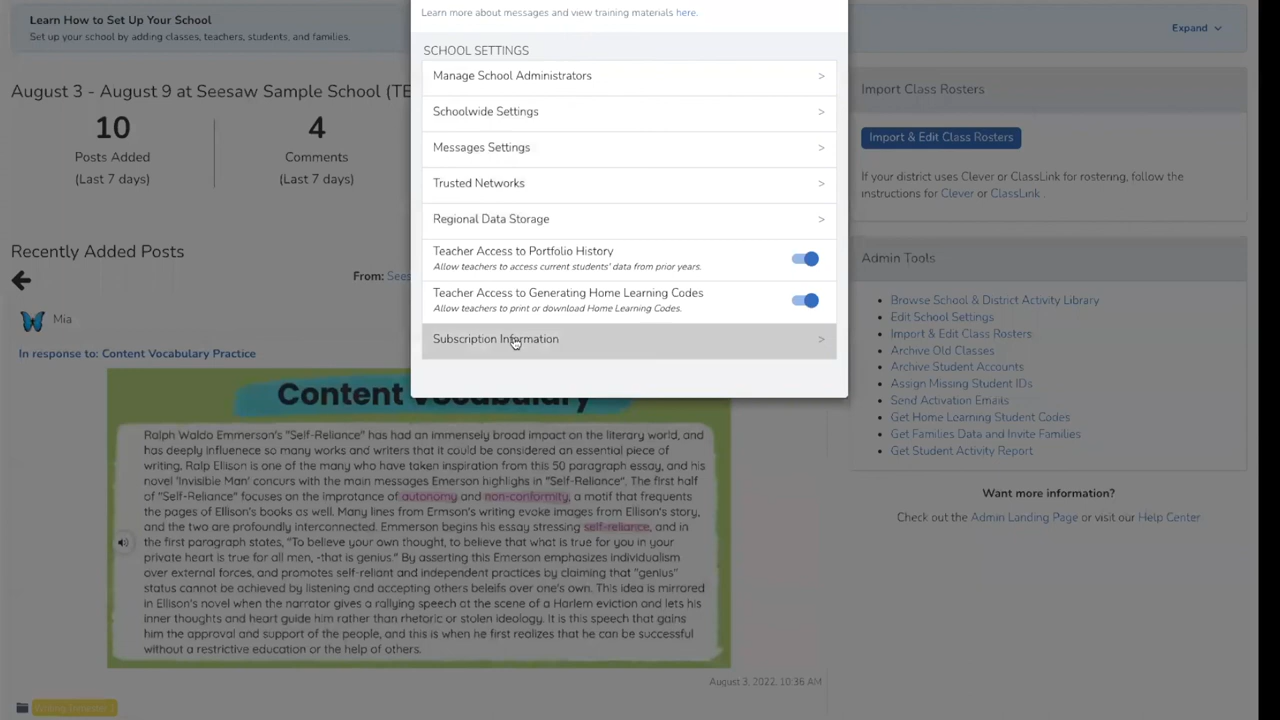 Learn more about messages and view training materials here.
Learn How to Set Up Your School
Set up your school by adding classes, teachers, students, and families.
Expand
SCHOOL SETTINGS
Manage School Administrators >
Schoolwide Settings >
Messages Settings >
Trusted Networks >
Regional Data Storage >
Teacher Access to Portfolio History
Allow teachers to access current students' data from prior years.
Teacher Access to Generating Home Learning Codes
Allow teachers to print or download Home Learning Codes.
Subscription Information >
August 3 - August 9 at Seesaw Sample School (TE
10
Posts Added
(Last 7 days)
4
Comments
(Last 7 days)
Recently Added Posts
From: Sees
Mia
In response to: Content Vocabulary Practice
Content Vocabulary
Ralph Waldo Emmerson's "Self-Reliance" has had an immensely broad impact on the literary world, and
has deeply influenece so many works and writers that it could be considered an essential piece of
writing. Ralp Ellison is one of the many who have taken inspiration from this 50 paragraph essay, and his
novel 'Invisible Man' concurs with the main messages Emerson highlighs in "Self-Reliance". The first half
of "Self-Reliance" focuses on the impratance of autonomy and non-conformity, a motif that frequents
the pages of Ellison's books as well. Many lines from Ermson's writing evoke images from Ellison's story,
and the two are profoundly interconnected. Emmerson begins his essay stressing self-reliance, and in
the first paragraph states, "To believe your own thought, to believe that what is true for you in your
private heart is true for all men, -that is genius." By asserting this Emerson emphasizes individualism
over external forces, and promotes self-reliant and independent practices by claiming that "genius"
status cannot be achieved by listening and accepting others beleifs over one's own. This idea is mirrored
in Ellison's novel when the narrator gives a rallying speech at the scene of a Harlem eviction and lets his
inner thoughts and heart guide him rather than rhetoric or stolen ideology. It is this speech that gains
him the approval and support of the people, and this is when he first realizes that he can be successful
without a restrictive education or the help of others.
August 3, 2022, 10:36 AM
Writing Trimester 1
Import Class Rosters
Import & Edit Class Rosters
If your district uses Clever or ClassLink for rostering, follow the
instructions for Clever or ClassLink .
Admin Tools
Browse School & District Activity Library
Edit School Settings
Import & Edit Class Rosters
Archive Old Classes
Archive Student Accounts
Assign Missing Student IDs
Send Activation Emails
Get Home Learning Student Codes
Get Families Data and Invite Families
Get Student Activity Report
Want more information?
Check out the Admin Landing Page or visit our Help Center